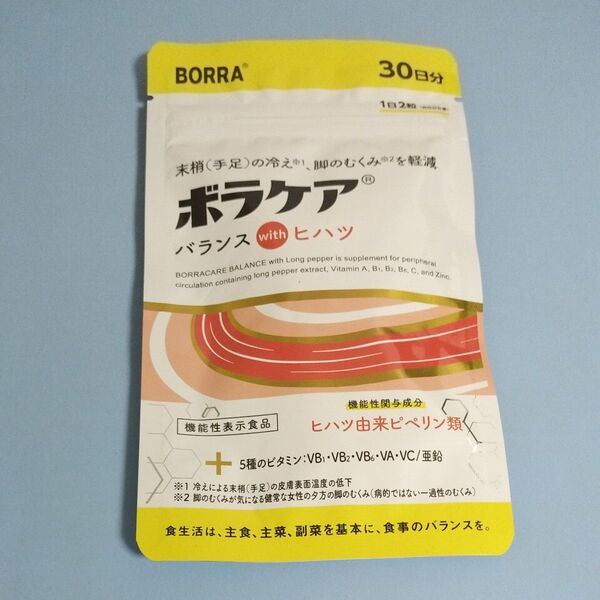 BORRA®
30日分
1日2粒
末梢(手足)の冷え※1、脚のむくみ※2を軽減
ボラケア®
バランス with ヒハツ
BORRACARE BALANCE with Long pepper is supplement for peripheral
circulation containing long pepper extract, Vitamin A, B1, B2, B6, C, and Zinc.
機能性表示食品
機能性関与成分
ヒハツ由来ピペリン類
+ 5種のビタミン:VB1・VB2・VB6・VA・VC/亜鉛
※1 冷えによる末梢(手足)の皮膚表面温度の低下
※2 脚のむくみが気になる健常な女性の夕方の脚のむくみ(病的ではない一過性のむくみ)
食生活は、主食、主菜、副菜を基本に、食事のバランスを。